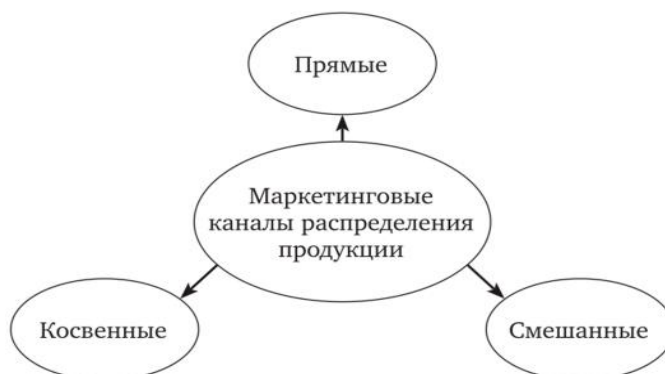 Прямые
Маркетинговые
каналы распределения
продукции
Косвенные
Смешанные